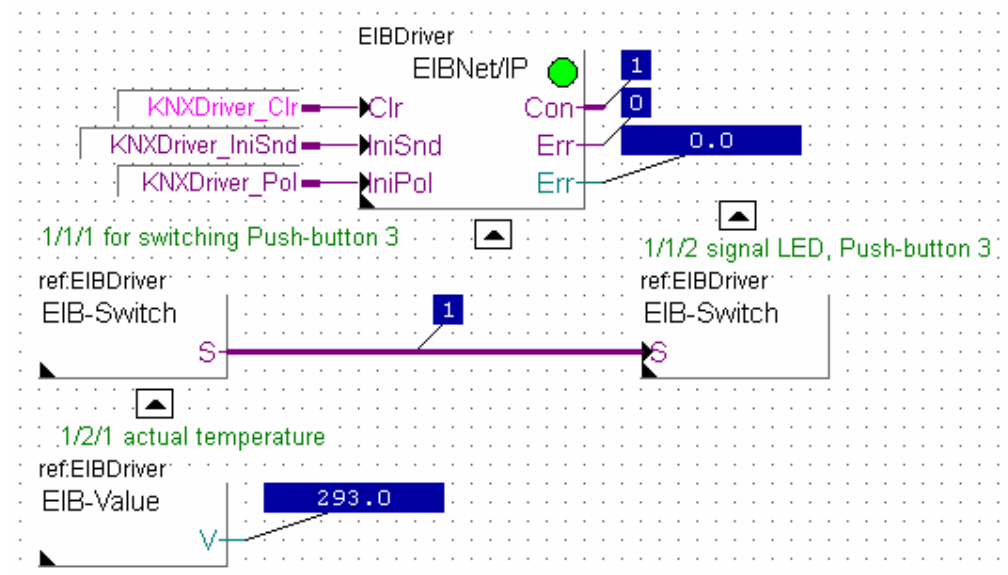 EIBDriver
EIBNet/IP
1
KNXDriver_Clr
Clr
Con
0
KNXDriver_IniSnd
IniSnd
Err
0.0
KNXDriver_Pol
IniPol
Err
1/1/1 for switching Push-button 3
1/1/2 signal LED, Push-button 3
ref:EIBDriver
ref:EIBDriver
EIB-Switch
1
EIB-Switch
S
S
1/2/1 actual temperature
ref:EIBDriver
EIB-Value
293.0
V